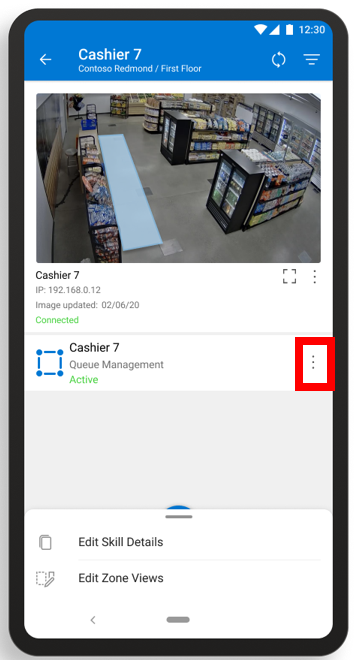 12:30
Cashier 7
Contoso Redmond / First Floor
Cashier 7
IP: 192.168.0.12
Image updated: 02/06/20
Connected
Cashier 7
Queue Management
Active
Edit Skill Details
Edit Zone Views